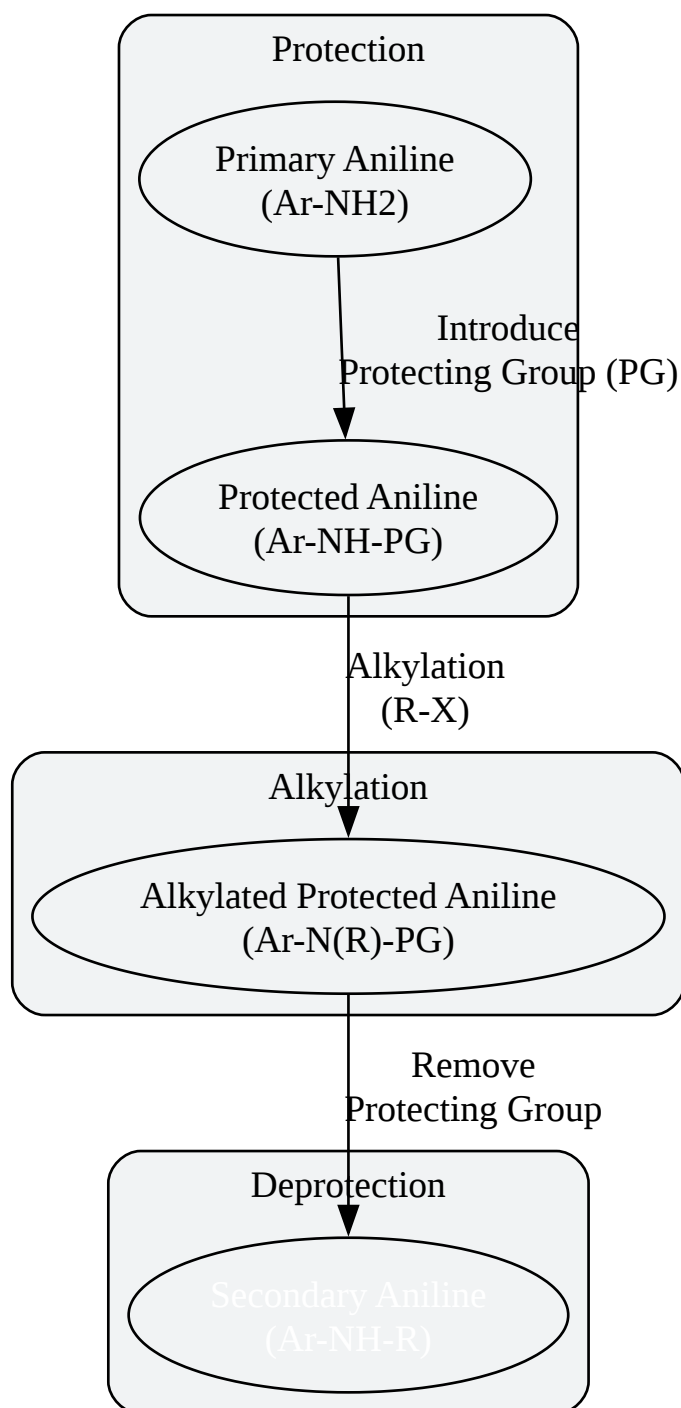 Protection
Primary Aniline
(Ar-NH2)
Introduce
Protecting Group (PG)
Protected Aniline
(Ar-NH-PG)
Alkylation
(R-X)
Alkylation
Alkylated Protected Aniline
(Ar-N(R)-PG)
Remove
Protecting Group
Deprotection
Secondary Aniline
(Ar-NH-R)